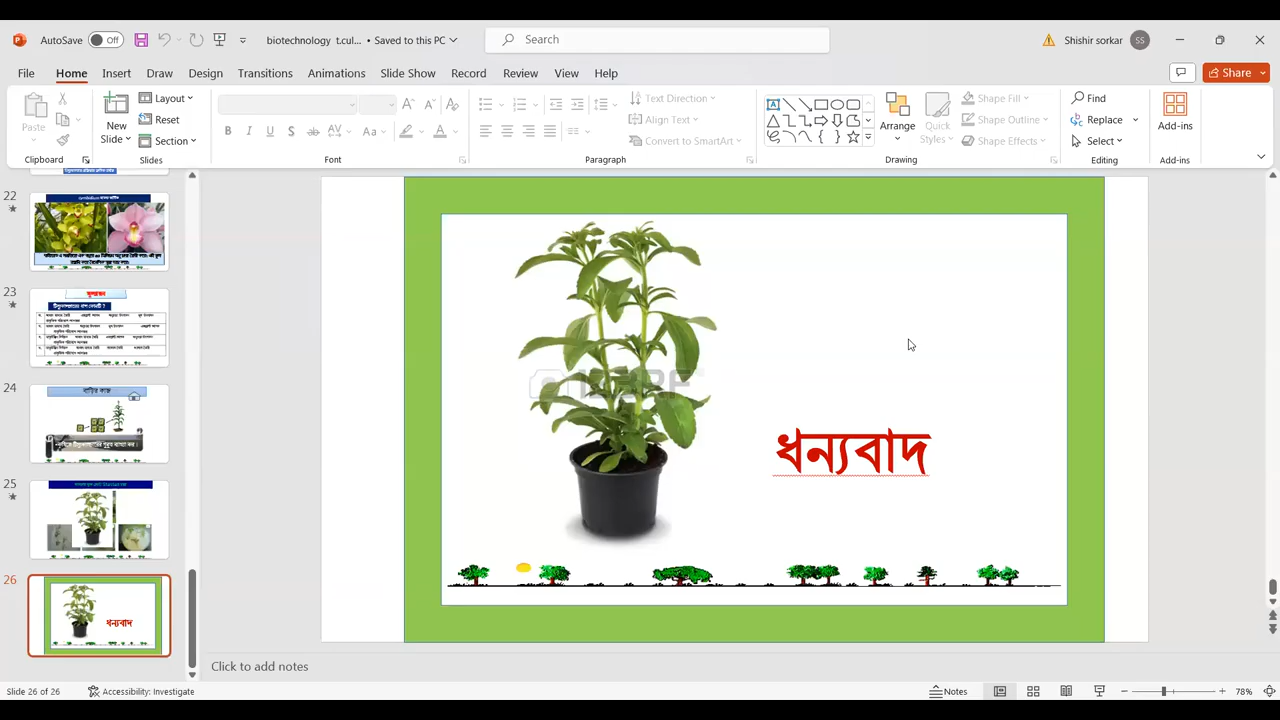 AutoSave Off
biotechnology t.cul... • Saved to this PC
Search
Shishir sorkar SS
File Home Insert Draw Design Transitions Animations Slide Show Record Review View Help
Share
Paste
New
Slides
Layout
Reset
Section
Text Direction
Align Text
Convert to SmartArt
Arrange
Quick
Styles
Shape Fill
Shape Outline
Shape Effects
Find
Replace
Select
Add-ins
Clipboard Slides Font Paragraph Drawing Editing Add-ins
22
23
24
বাড়ির কাজ
25
26
ধন্যবাদ
ধন্যবাদ
Click to add notes
Slide 26 of 26
Accessibility: Investigate
Notes
78%